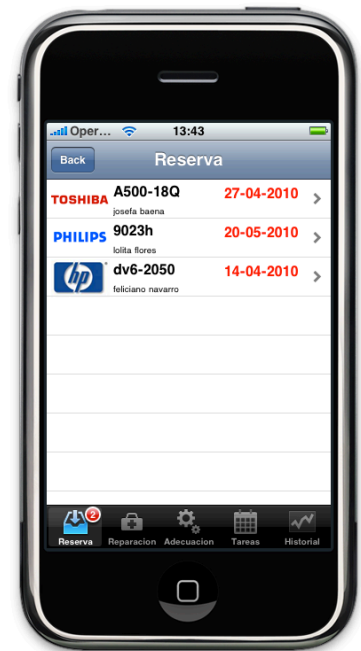 Oper... 13:43
Back Reserva
TOSHIBA A500-18Q 27-04-2010
josefa baena
PHILIPS 9023h 20-05-2010
lolita flores
hp dv6-2050 14-04-2010
feliciano navarro
2
Reserva Reparacion Adecuacion Tareas Historial